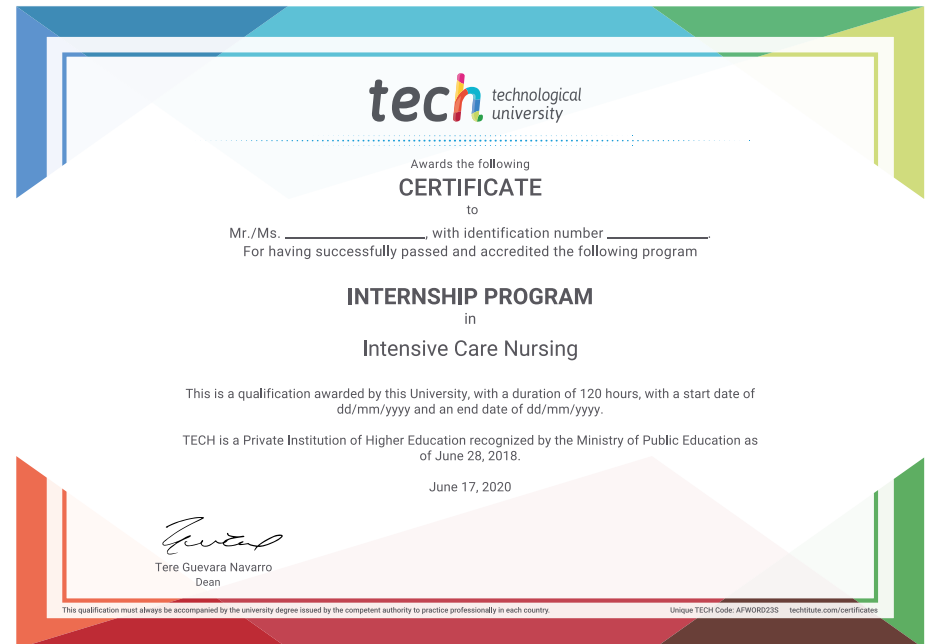 tech technological
university
Awards the following
CERTIFICATE
to
Mr./Ms. ____________________, with identification number ______________.
For having successfully passed and accredited the following program
INTERNSHIP PROGRAM
in
Intensive Care Nursing
This is a qualification awarded by this University, with a duration of 120 hours, with a start date of
dd/mm/yyyy and an end date of dd/mm/yyyy.
TECH is a Private Institution of Higher Education recognized by the Ministry of Public Education as
of June 28, 2018.
June 17, 2020
Tere Guevara Navarro
Dean
This qualification must always be accompanied by the university degree issued by the competent authority to practice professionally in each country. Unique TECH Code: AFWORD23S techtitute.com/certificates